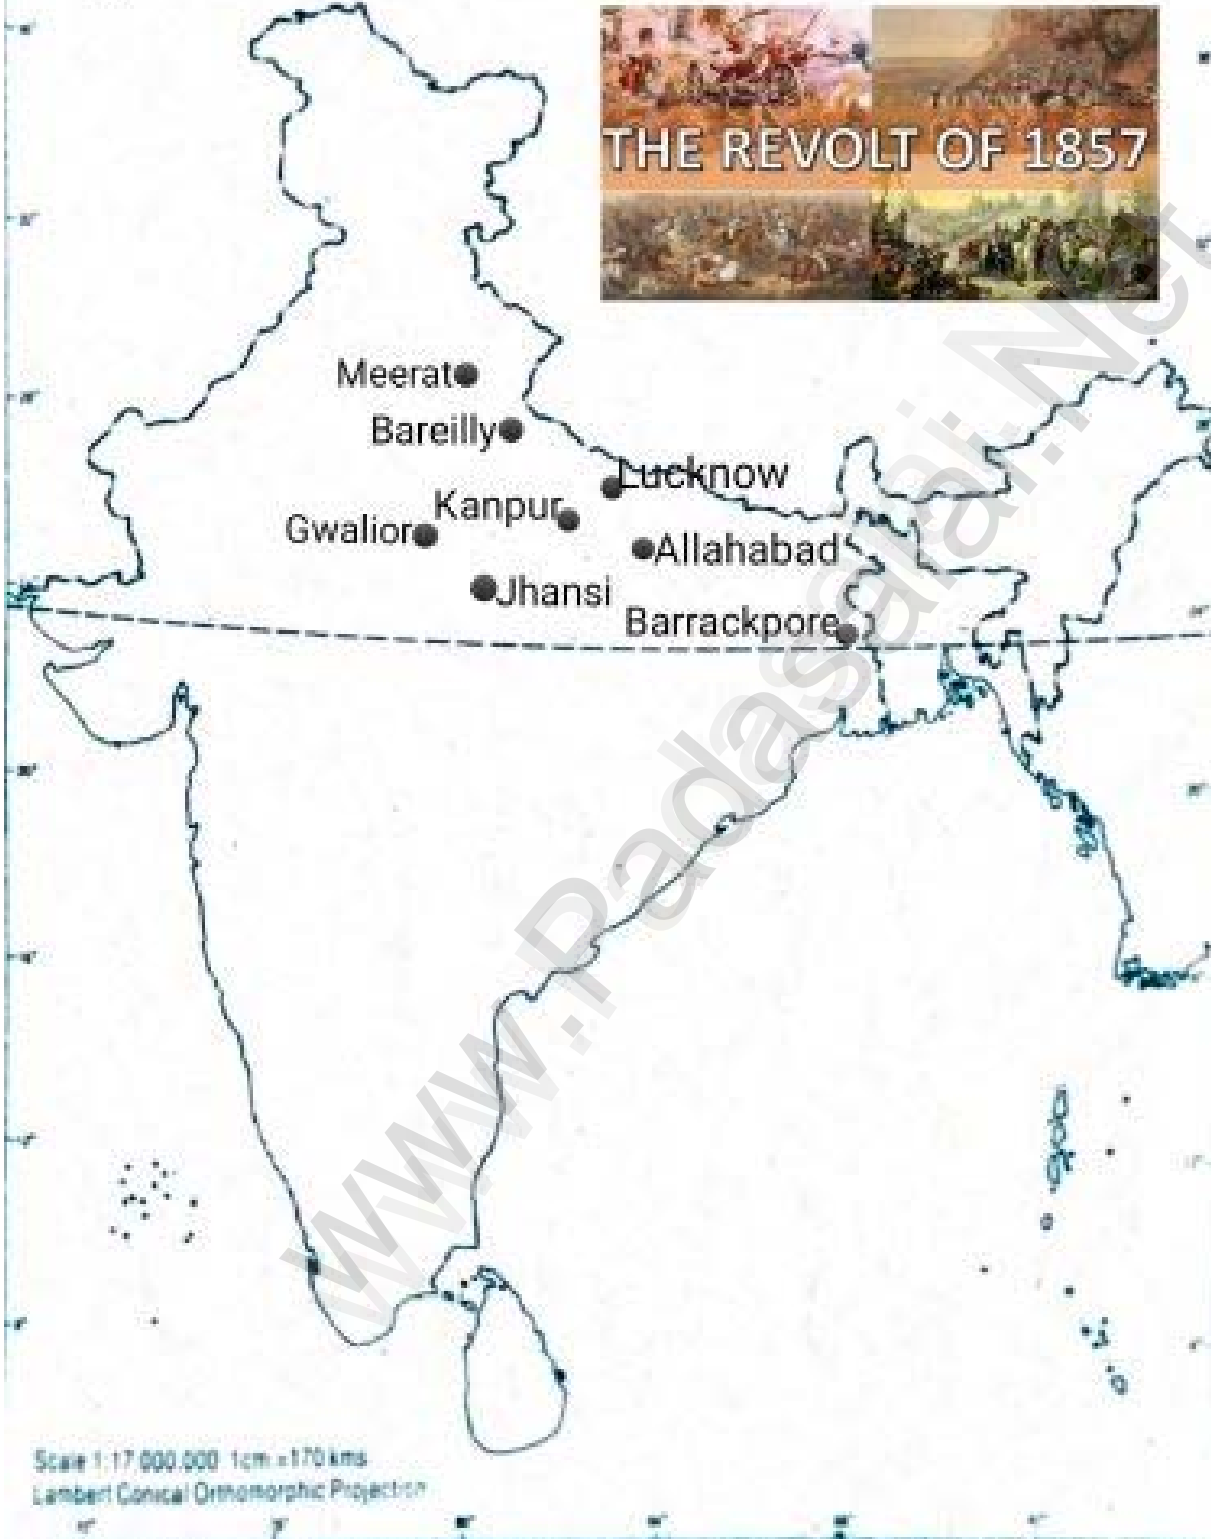 THE REVOLT OF 1857
Meerat
Bareilly
Lucknow
Kanpur
Gwalior
Allahabad
Jhansi
Barrackpore
www.Padasalai.Net
Scale 1:17.000.000 1cm =170 kms
Lambert Conical Orthomorphic Projection